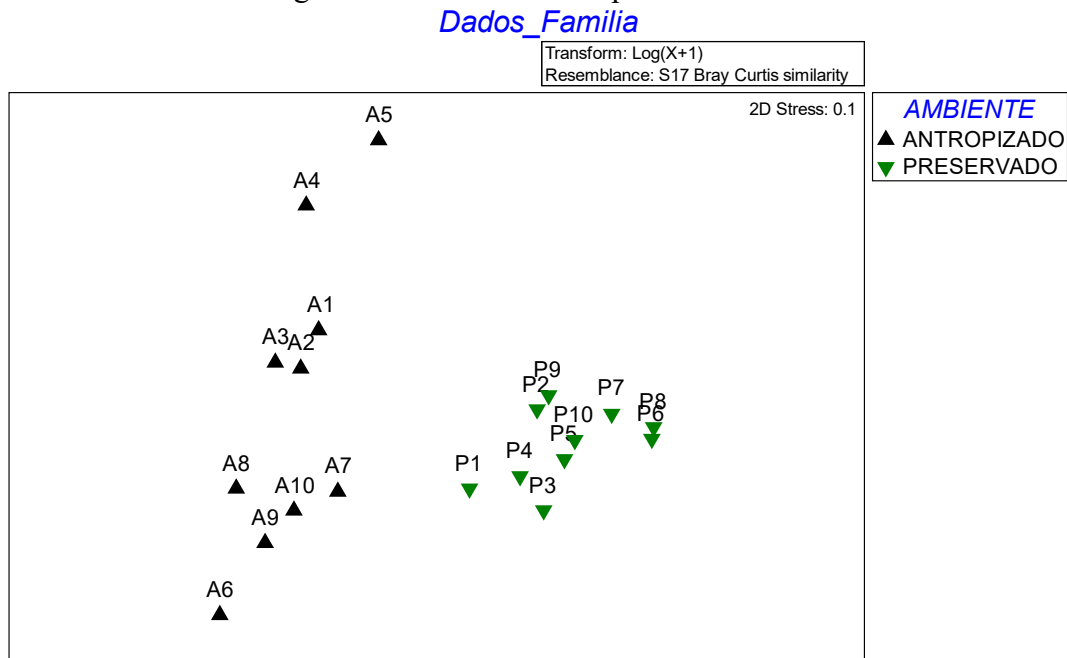 Dados_Familia
Transform: Log(X+1)
Resemblance: S17 Bray Curtis similarity
2D Stress: 0.1
AMBIENTE
ANTROPIZADO
PRESERVADO
A5
A4
A1
A3 A2
P9
P2 P7 P8
P10 P6
P5
A8 A7 P1 P4
A10 P3
A9
A6